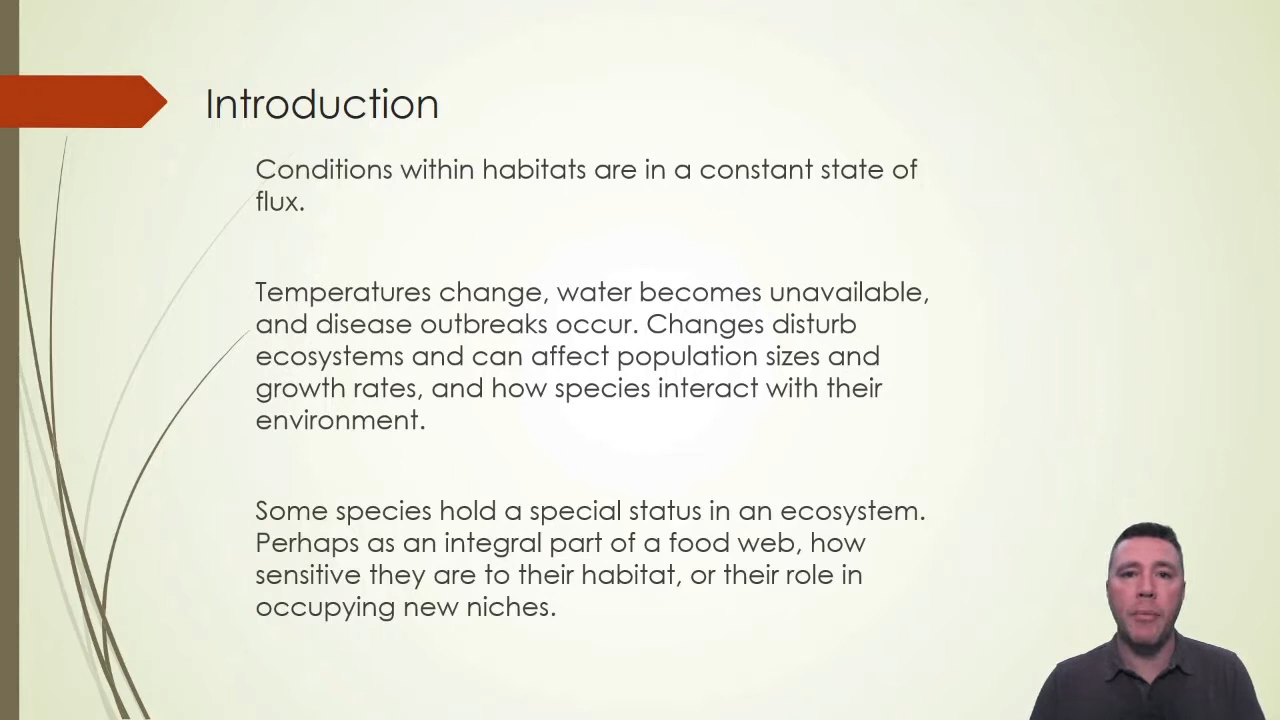 Introduction
Conditions within habitats are in a constant state of
flux.
Temperatures change, water becomes unavailable,
and disease outbreaks occur. Changes disturb
ecosystems and can affect population sizes and
growth rates, and how species interact with their
environment.
Some species hold a special status in an ecosystem.
Perhaps as an integral part of a food web, how
sensitive they are to their habitat, or their role in
occupying new niches.